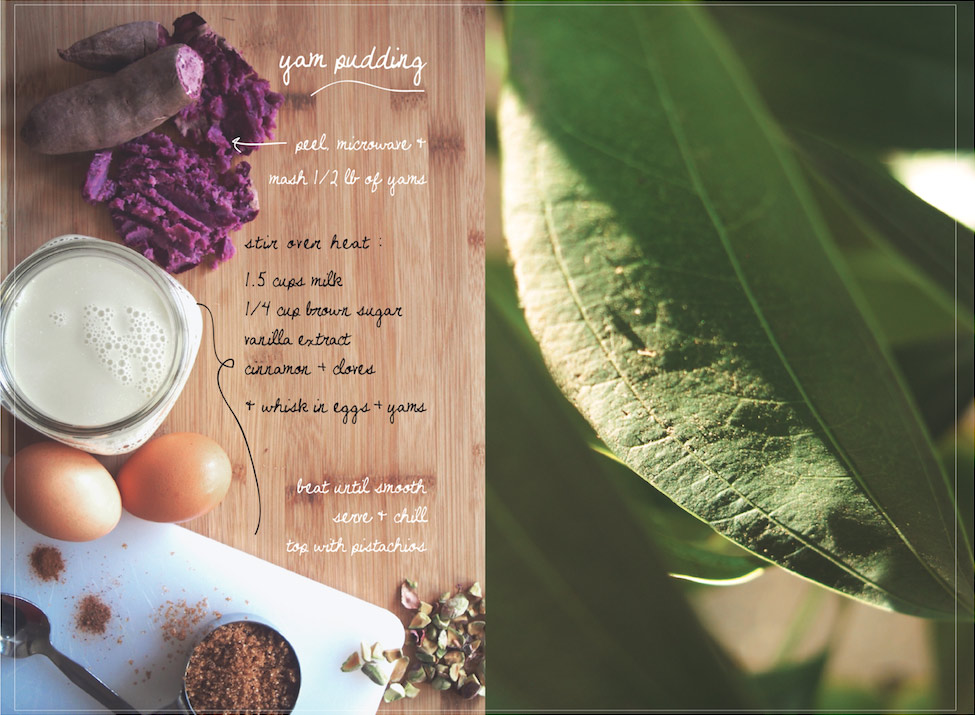 yam pudding
peel, microwave +
mash 1/2 lb of yams
stir over heat :
1.5 cups milk
1/4 cup brown sugar
vanilla extract
cinnamon + cloves
+ whisk in eggs + yams
beat until smooth
serve + chill
top with pistachios